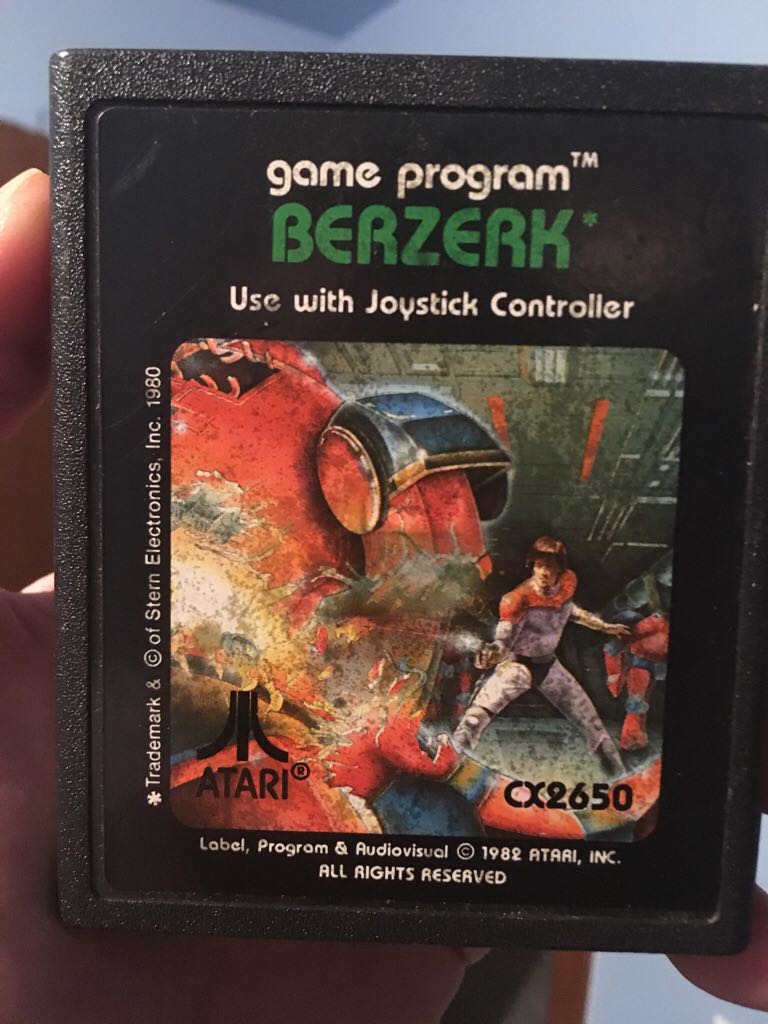 game program™
BERZERK*
Use with Joystick Controller
*Trademark & © of Stern Electronics, Inc. 1980
ATARI®
CX2650
Label, Program & Audiovisual © 1982 ATARI, INC.
ALL RIGHTS RESERVED